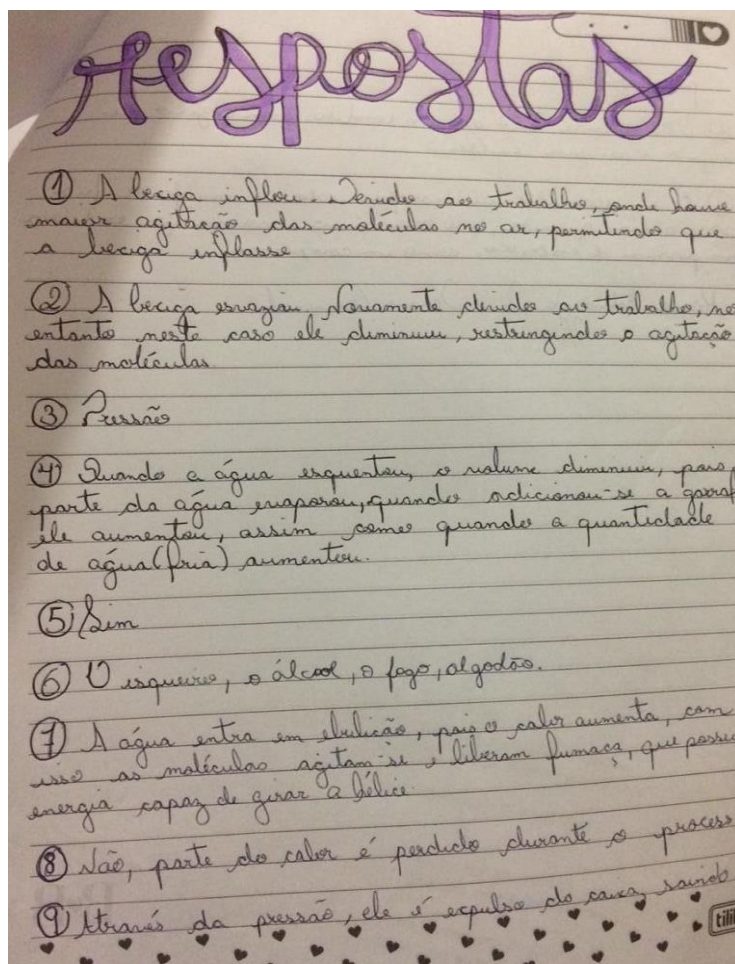 respostas
① A bexiga inflou. Devido ao trabalho, onde houve
maior agitação das moléculas no ar, permitindo que
a bexiga inflasse
② A bexiga esvaziou Novamente devido ao trabalho, no
entanto neste caso ele diminuiu, restringindo a agitação
das moléculas.
③ Pressão
④ Quando a água esquentou, o volume diminuiu, pois,
parte da água evaporou, quando adicionou-se a garraf
ele aumentou, assim como quando a quantidade
de água (fria) aumentou.
⑤ Sim
⑥ O isqueiro, o álcool, o fogo, algodão.
⑦ A água entra em ebulição, pois o calor aumenta, com
isso as moléculas agitam-se e liberam fumaça, que possu
energia capaz de girar a hélice.
⑧ Não, parte do calor é perdido durante o process
⑨ Através da pressão, ele é expulso do caixa, saindo
tili